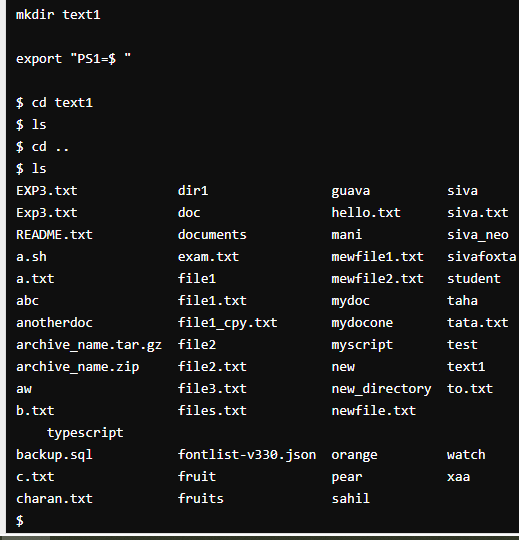 mkdir text1
export "PS1=$ "
$ cd text1
$ ls
$ cd ..
$ ls
EXP3.txt dir1 guava siva
Exp3.txt doc hello.txt siva.txt
README.txt documents mani siva_neo
a.sh exam.txt mewfile1.txt sivafoxta
a.txt file1 mewfile2.txt student
abc file1.txt mydoc taha
anotherdoc file1_cpy.txt mydocone tata.txt
archive_name.tar.gz file2 myscript test
archive_name.zip file2.txt new text1
aw file3.txt new_directory to.txt
b.txt files.txt newfile.txt
typescript
backup.sql fontlist-v330.json orange watch
c.txt fruit pear xaa
charan.txt fruits sahil
$